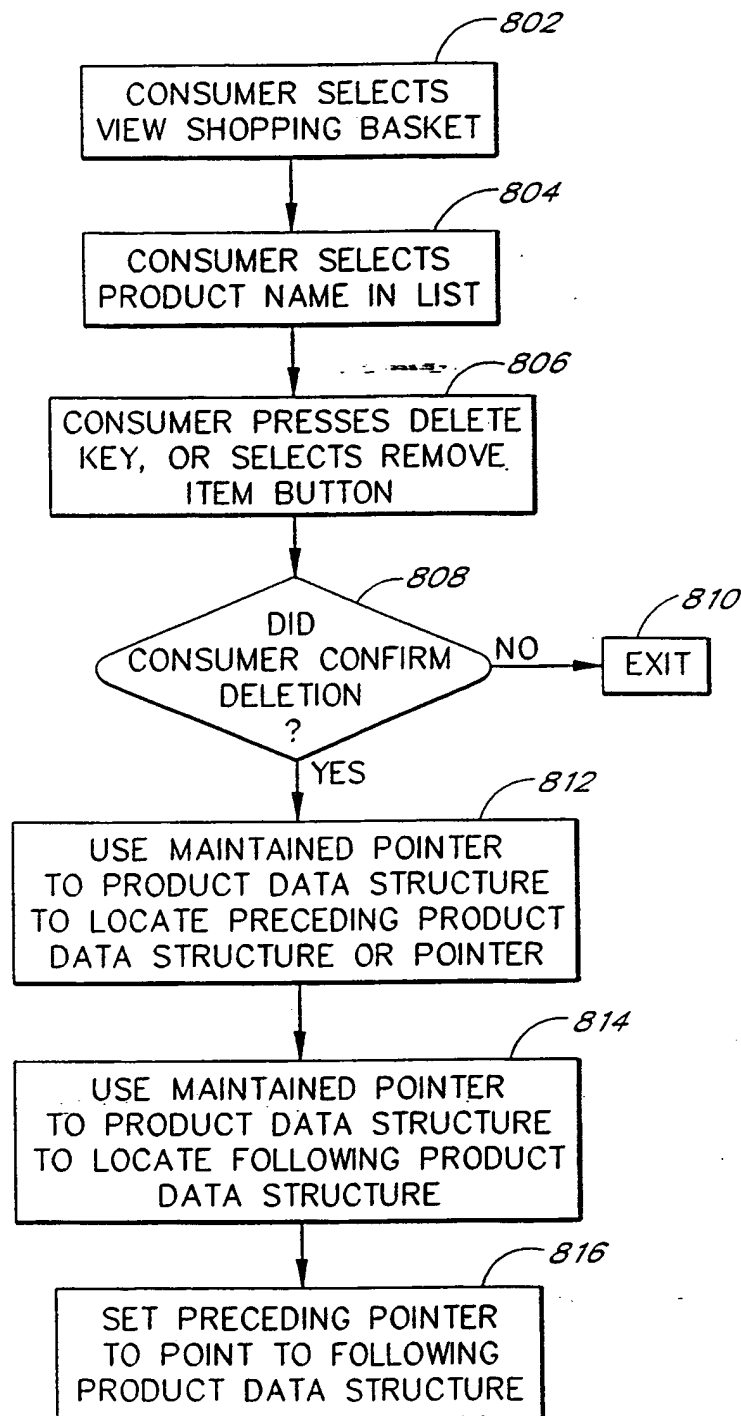 802
CONSUMER SELECTS
VIEW SHOPPING BASKET
804
CONSUMER SELECTS
PRODUCT NAME IN LIST
806
CONSUMER PRESSES DELETE
KEY, OR SELECTS REMOVE
ITEM BUTTON
808
DID
CONSUMER CONFIRM
DELETION
?
NO
810
EXIT
YES
812
USE MAINTAINED POINTER
TO PRODUCT DATA STRUCTURE
TO LOCATE PRECEDING PRODUCT
DATA STRUCTURE OR POINTER
814
USE MAINTAINED POINTER
TO PRODUCT DATA STRUCTURE
TO LOCATE FOLLOWING PRODUCT
DATA STRUCTURE
816
SET PRECEDING POINTER
TO POINT TO FOLLOWING
PRODUCT DATA STRUCTURE